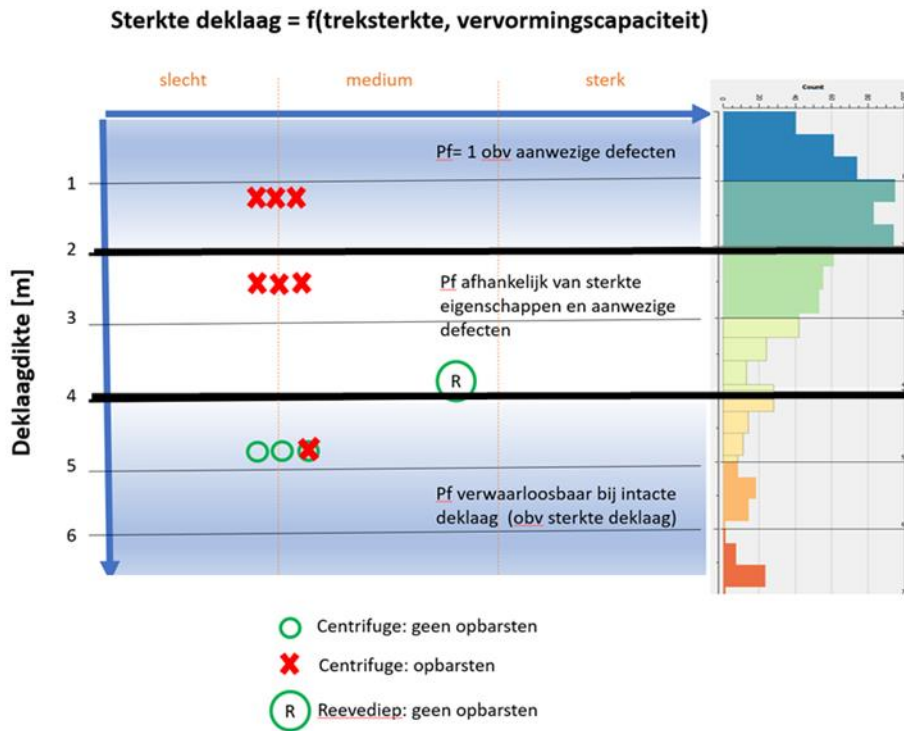 Sterkte deklaag = f(treksterkte, vervormingscapaciteit)
slecht
medium
sterk
Count
Pf= 1 obv aanwezige defecten
1
2
Pf afhankelijk van sterkte
eigenschappen en aanwezige
defecten
3
R
4
5
Pf verwaarloosbaar bij intacte
deklaag (obv sterkte deklaag)
6
Deklaagdikte [m]
Centrifuge: geen opbarsten
Centrifuge: opbarsten
R Reevediep: geen opbarsten